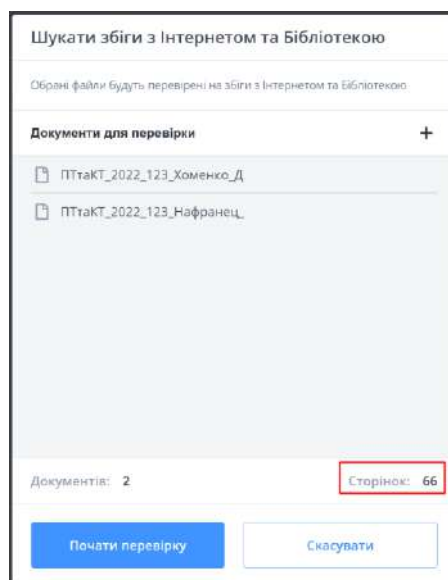 Шукати збіги з Інтернетом та Бібліотекою
Обрані файли будуть перевірені на збіги з Інтернетом та Бібліотекою
Документи для перевірки +
ПТтаКТ_2022_123_Хоменко_Д
ПТтаКТ_2022_123_Нафранец_
Документів: 2 Сторінок: 66
Почати перевірку Скасувати